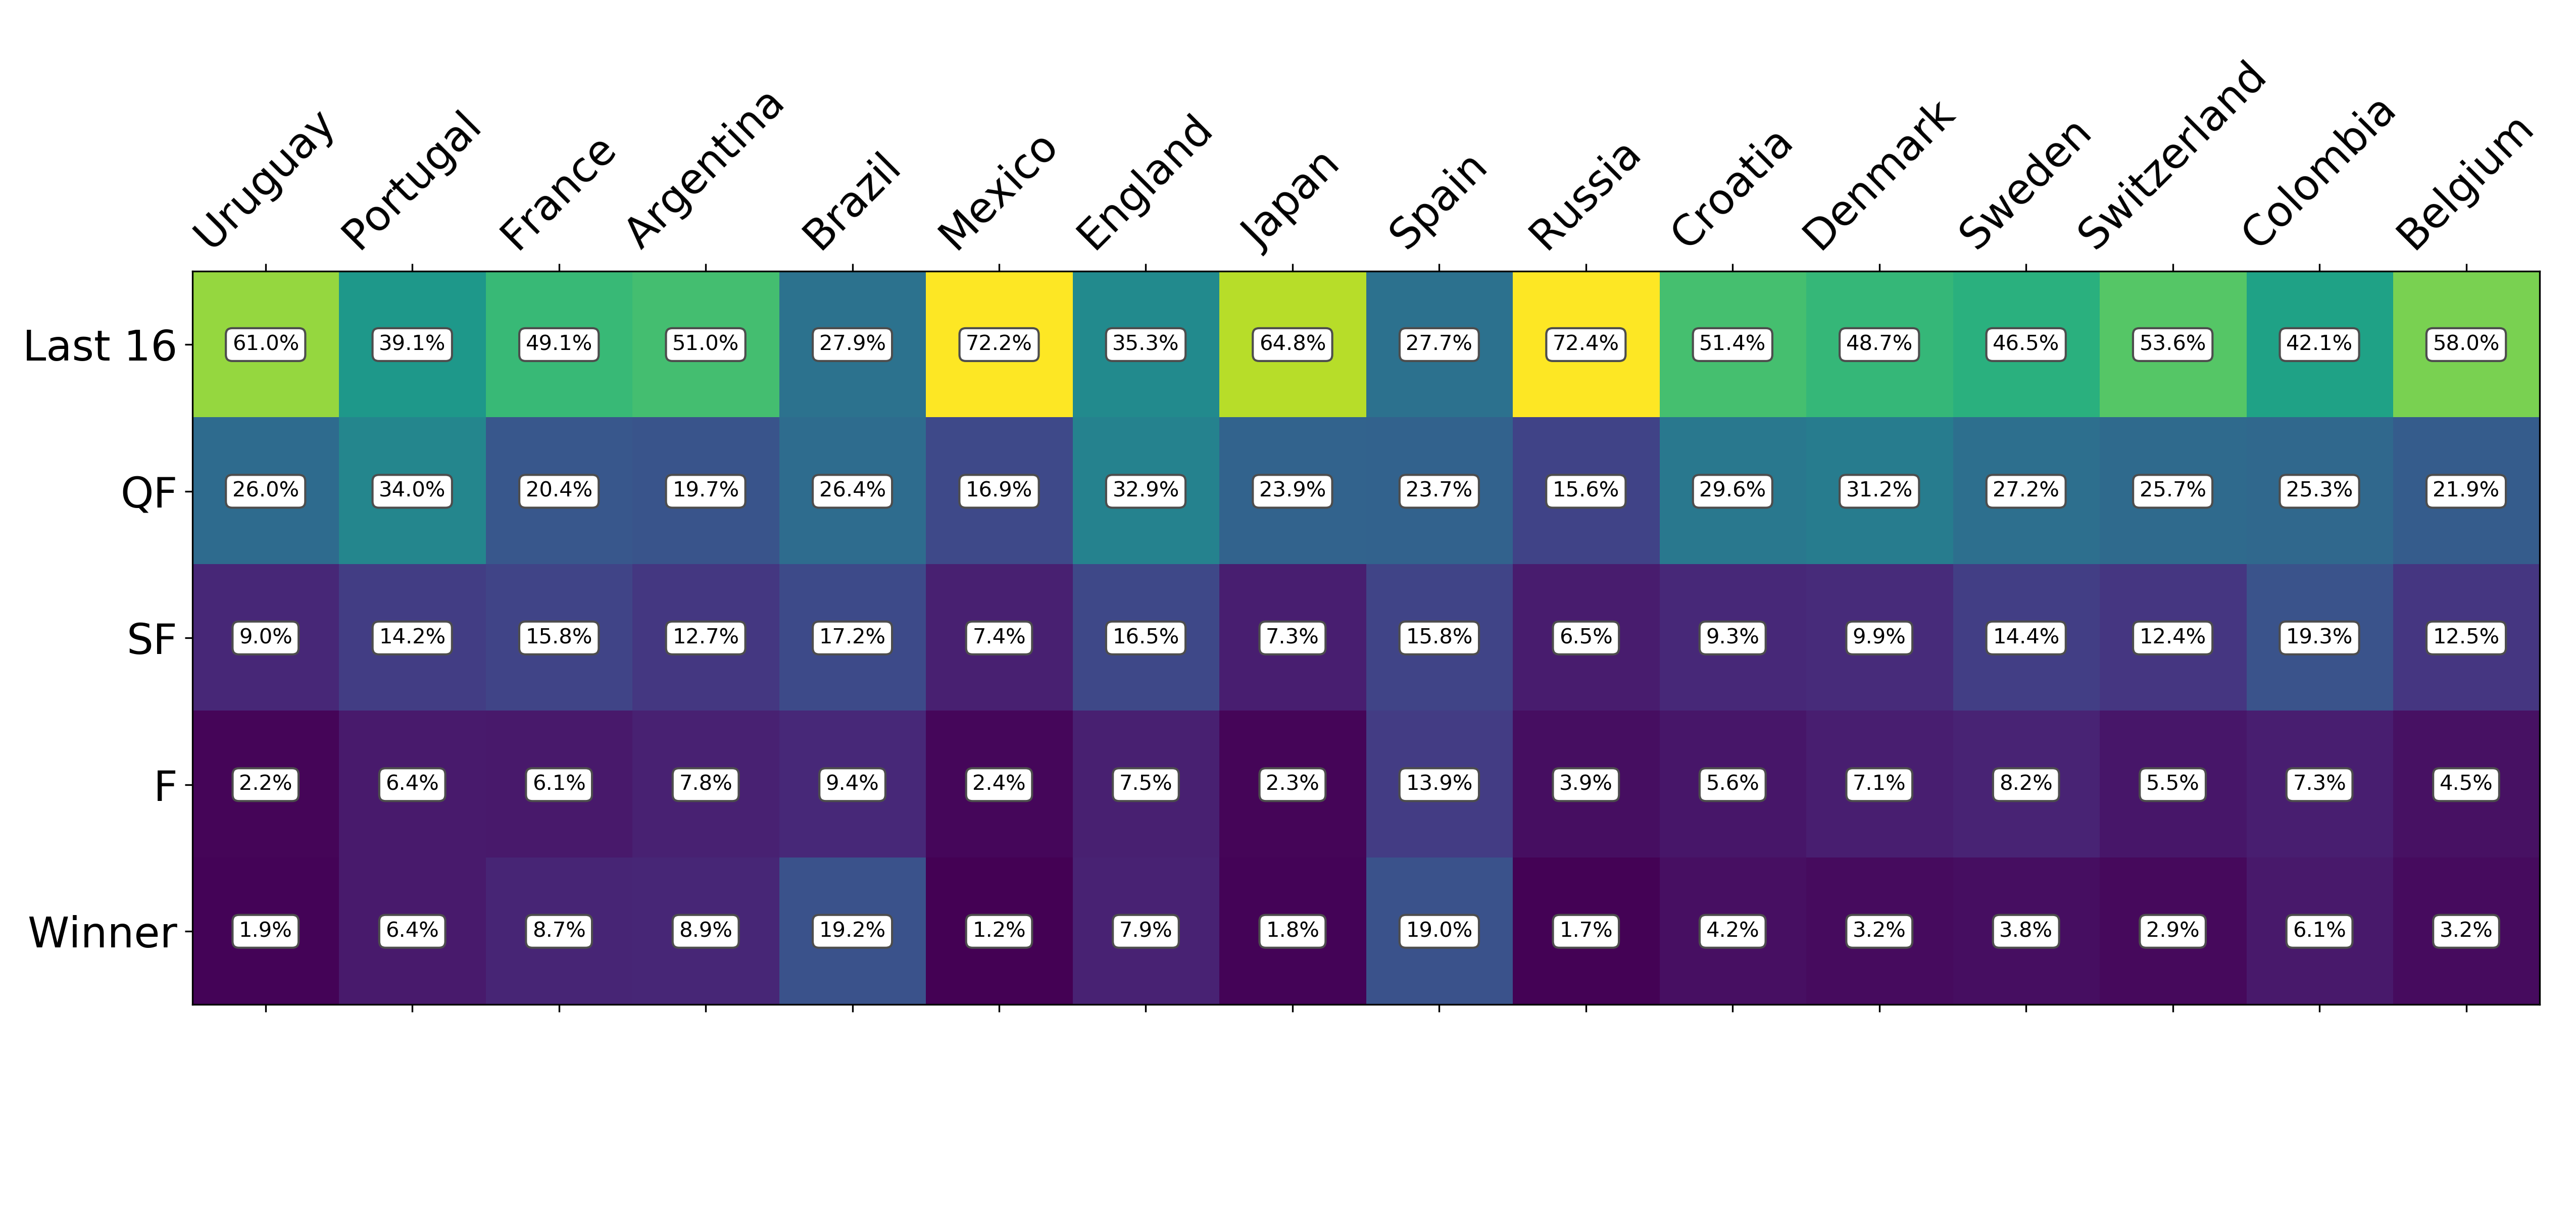 Uruguay Portugal France Argentina Brazil Mexico England Japan Spain Russia Croatia Denmark Sweden Switzerland Colombia Belgium
Last 16 61.0% 39.1% 49.1% 51.0% 27.9% 72.2% 35.3% 64.8% 27.7% 72.4% 51.4% 48.7% 46.5% 53.6% 42.1% 58.0%
QF 26.0% 34.0% 20.4% 19.7% 26.4% 16.9% 32.9% 23.9% 23.7% 15.6% 29.6% 31.2% 27.2% 25.7% 25.3% 21.9%
SF 9.0% 14.2% 15.8% 12.7% 17.2% 7.4% 16.5% 7.3% 15.8% 6.5% 9.3% 9.9% 14.4% 12.4% 19.3% 12.5%
F 2.2% 6.4% 6.1% 7.8% 9.4% 2.4% 7.5% 2.3% 13.9% 3.9% 5.6% 7.1% 8.2% 5.5% 7.3% 4.5%
Winner 1.9% 6.4% 8.7% 8.9% 19.2% 1.2% 7.9% 1.8% 19.0% 1.7% 4.2% 3.2% 3.8% 2.9% 6.1% 3.2%